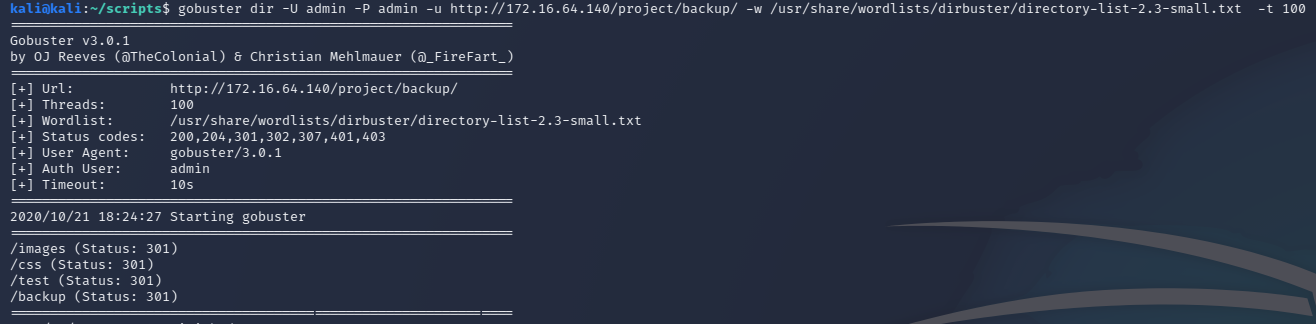 kali@kali:~/scripts$ gobuster dir -U admin -P admin -u http://172.16.64.140/project/backup/ -w /usr/share/wordlists/dirbuster/directory-list-2.3-small.txt  -t 100
===============================================================
Gobuster v3.0.1
by OJ Reeves (@TheColonial) & Christian Mehlmauer (@_FireFart_)
===============================================================
[+] Url:            http://172.16.64.140/project/backup/
[+] Threads:        100
[+] Wordlist:       /usr/share/wordlists/dirbuster/directory-list-2.3-small.txt
[+] Status codes:   200,204,301,302,307,401,403
[+] User Agent:     gobuster/3.0.1
[+] Auth User:      admin
[+] Timeout:        10s
===============================================================
2020/10/21 18:24:27 Starting gobuster
===============================================================
/images (Status: 301)
/css (Status: 301)
/test (Status: 301)
/backup (Status: 301)
===============================================================